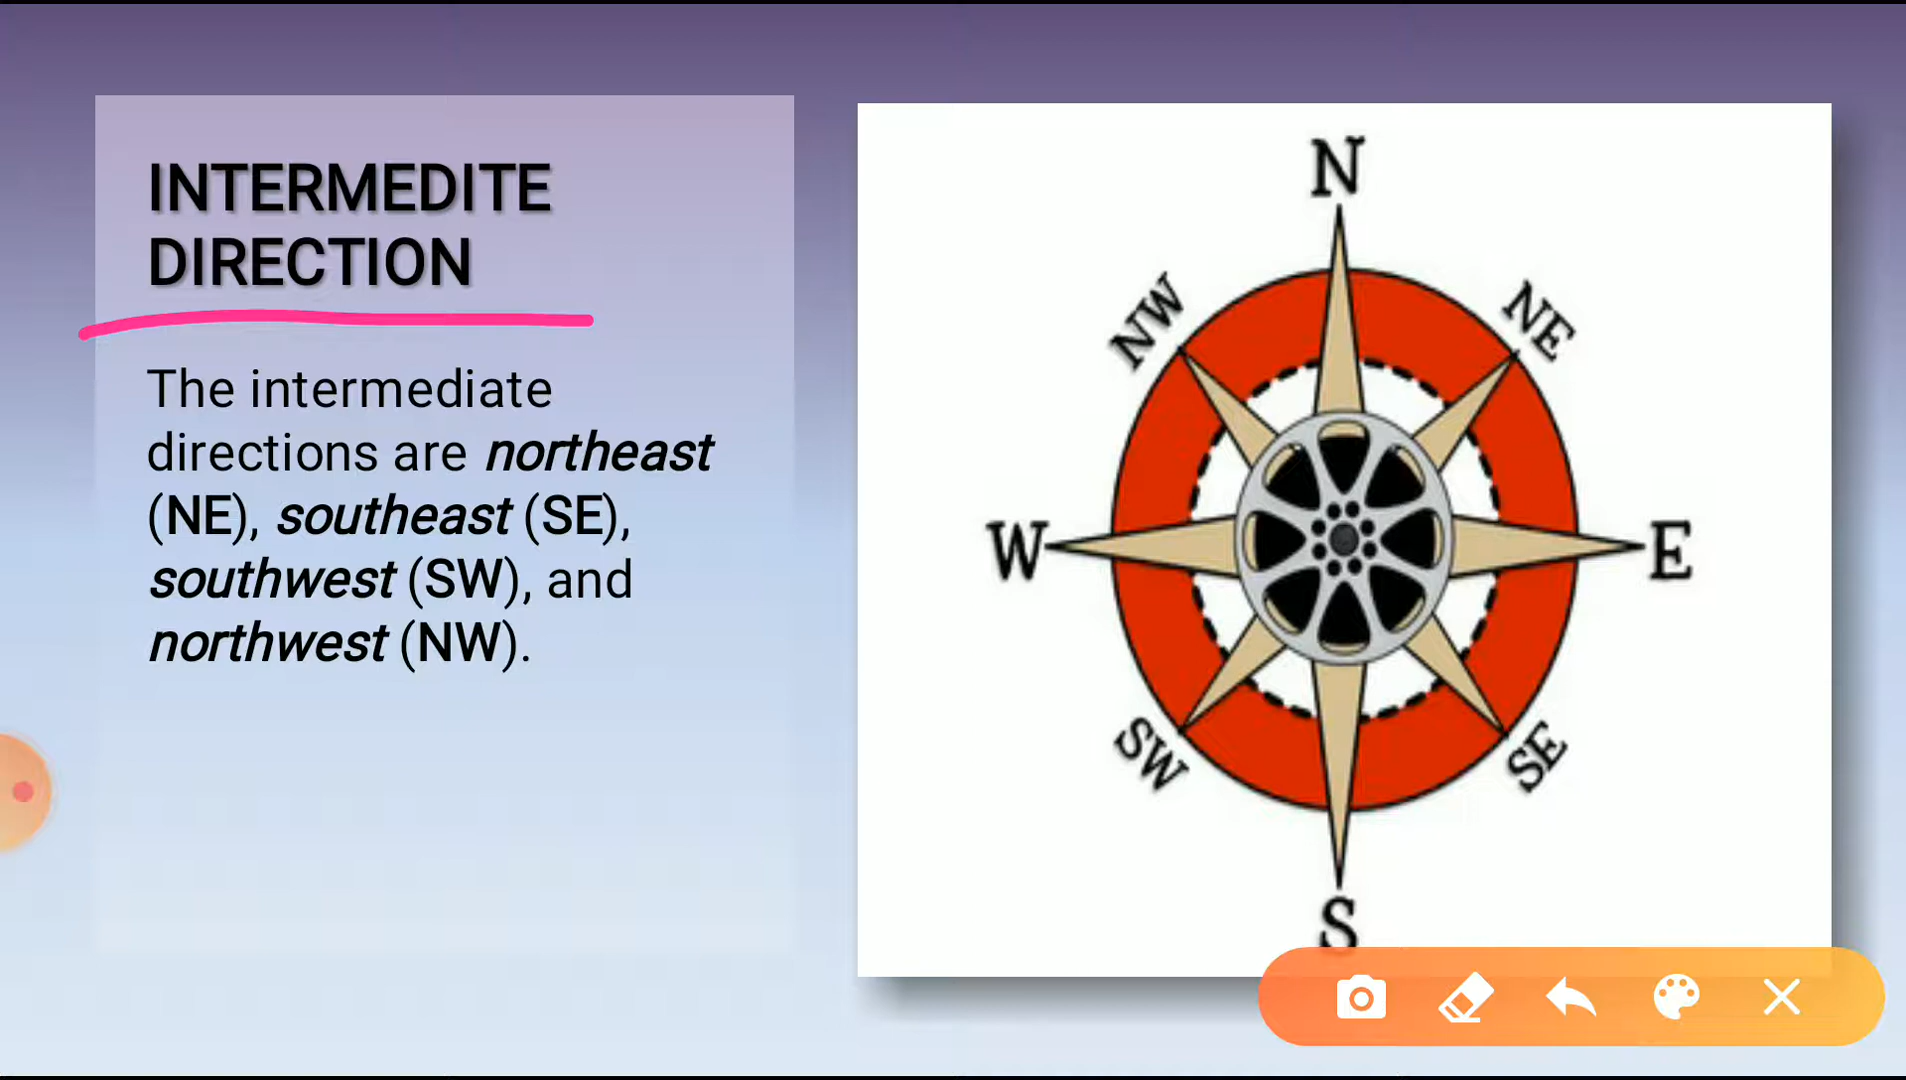 INTERMEDITE
DIRECTION
The intermediate
directions are northeast
(NE), southeast (SE),
southwest (SW), and
northwest (NW).
N
NW
NE
W
E
SW
SE
S